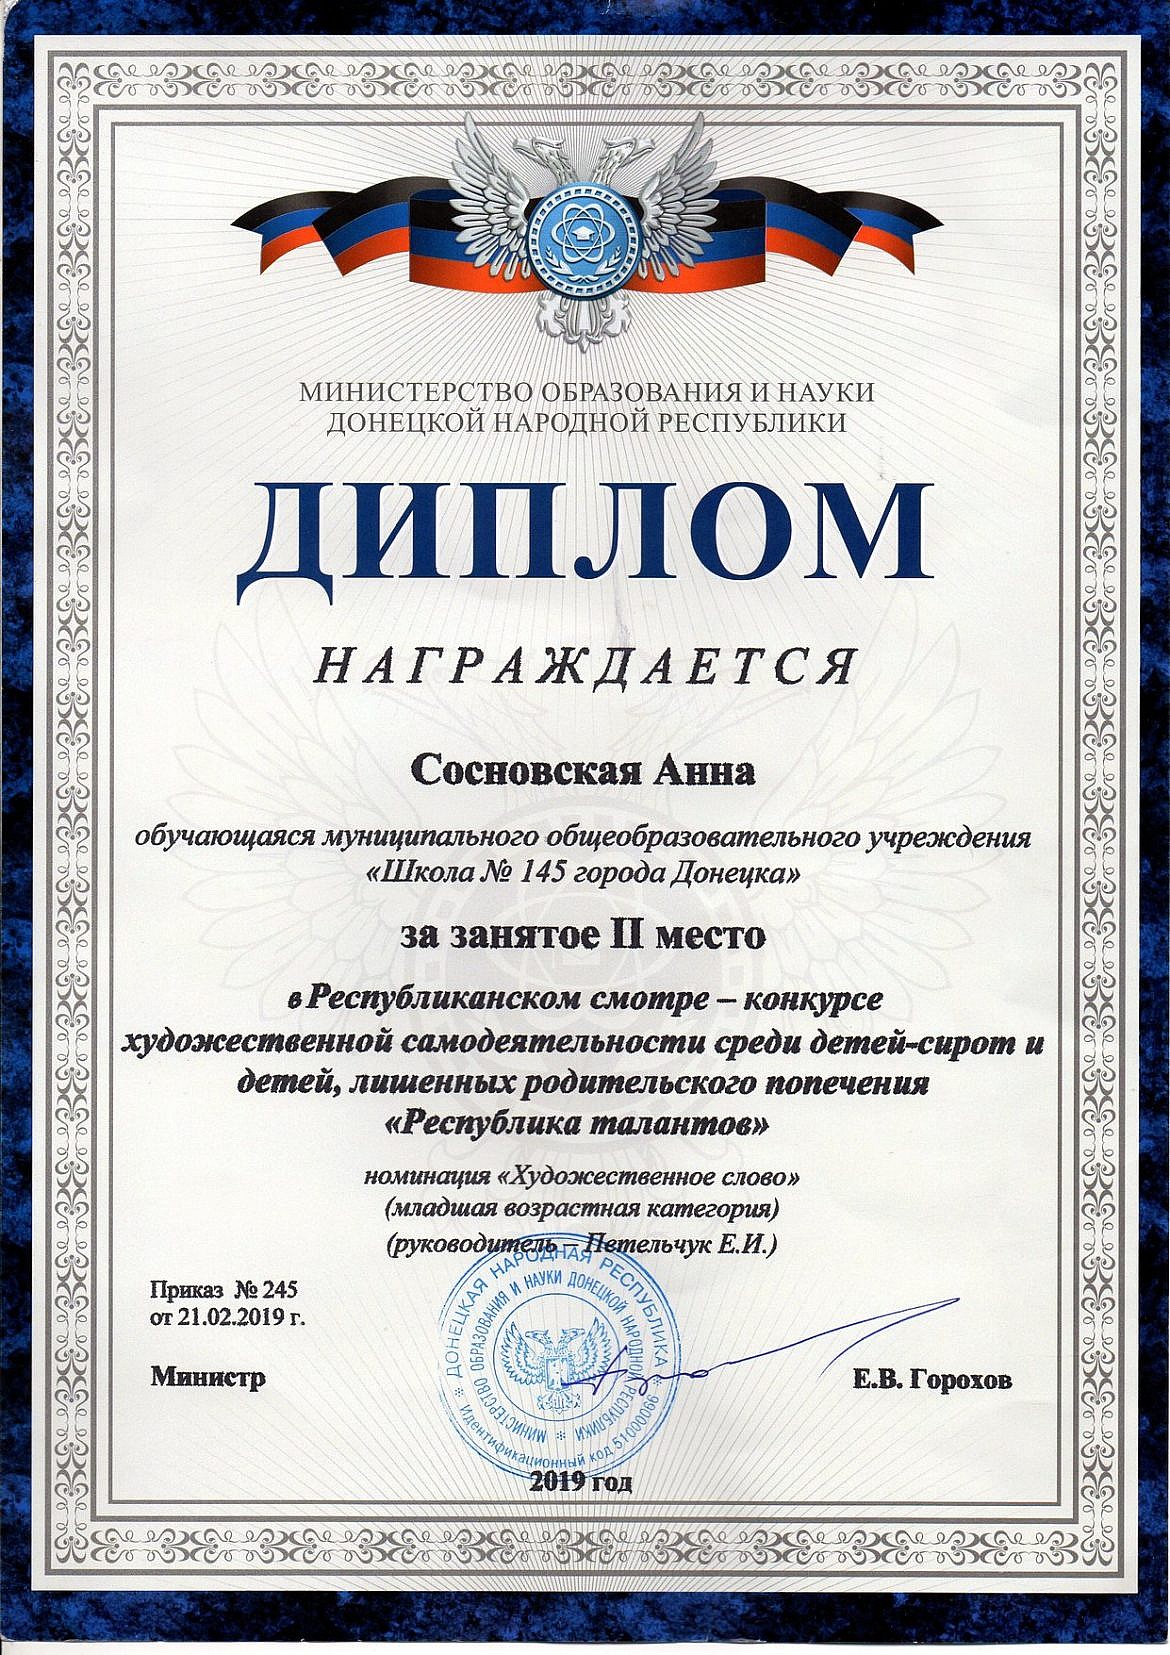 МИНИСТЕРСТВО ОБРАЗОВАНИЯ И НАУКИ
ДОНЕЦКОЙ НАРОДНОЙ РЕСПУБЛИКИ
ДИПЛОМ
НАГРАЖДАЕТСЯ
Сосновская Анна
обучающаяся муниципального общеобразовательного учреждения
«Школа № 145 города Донецка»
за занятое II место
в Республиканском смотре – конкурсе
художественной самодеятельности среди детей-сирот и
детей, лишенных родительского попечения
«Республика талантов»
номинация «Художественное слово»
(младшая возрастная категория)
(руководитель – Петельчук Е.И.)
Приказ № 245
от 21.02.2019 г.
Министр
Е.В. Горохов
ДОНЕЦКАЯ НАРОДНАЯ РЕСПУБЛИКА
Идентификационный код 51000066
МИНИСТЕРСТВО ОБРАЗОВАНИЯ И НАУКИ ДОНЕЦКОЙ НАРОДНОЙ РЕСПУБЛИКИ
2019 год